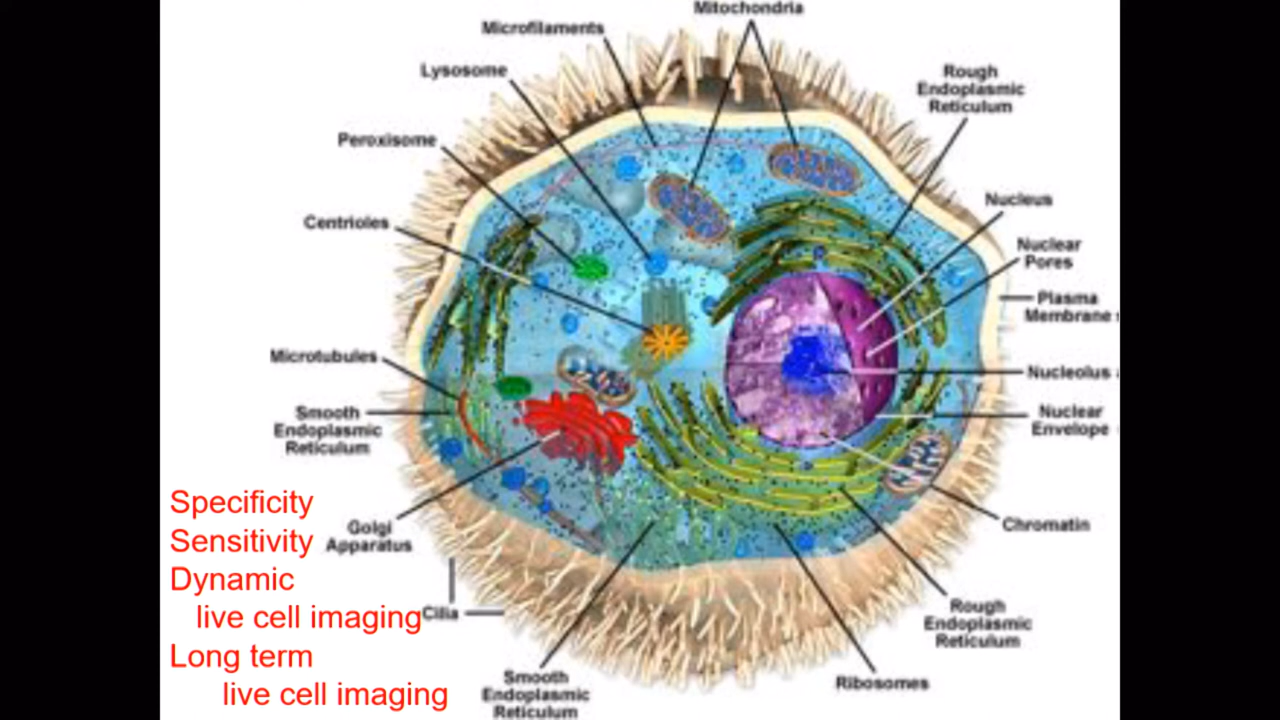 Mitochondria
Microfilaments
Lysosome
Rough
Endoplasmic
Reticulum
Peroxisome
Nucleus
Centrioles
Nuclear
Pores
Plasma
Membrane
Microtubules
Nucleolus
Smooth
Endoplasmic
Reticulum
Nuclear
Envelope
Specificity
Sensitivity
Dynamic
live cell imaging
Long term
live cell imaging
Golgi
Apparatus
Chromatin
Cilia
Rough
Endoplasmic
Reticulum
Smooth
Endoplasmic
Reticulum
Ribosomes